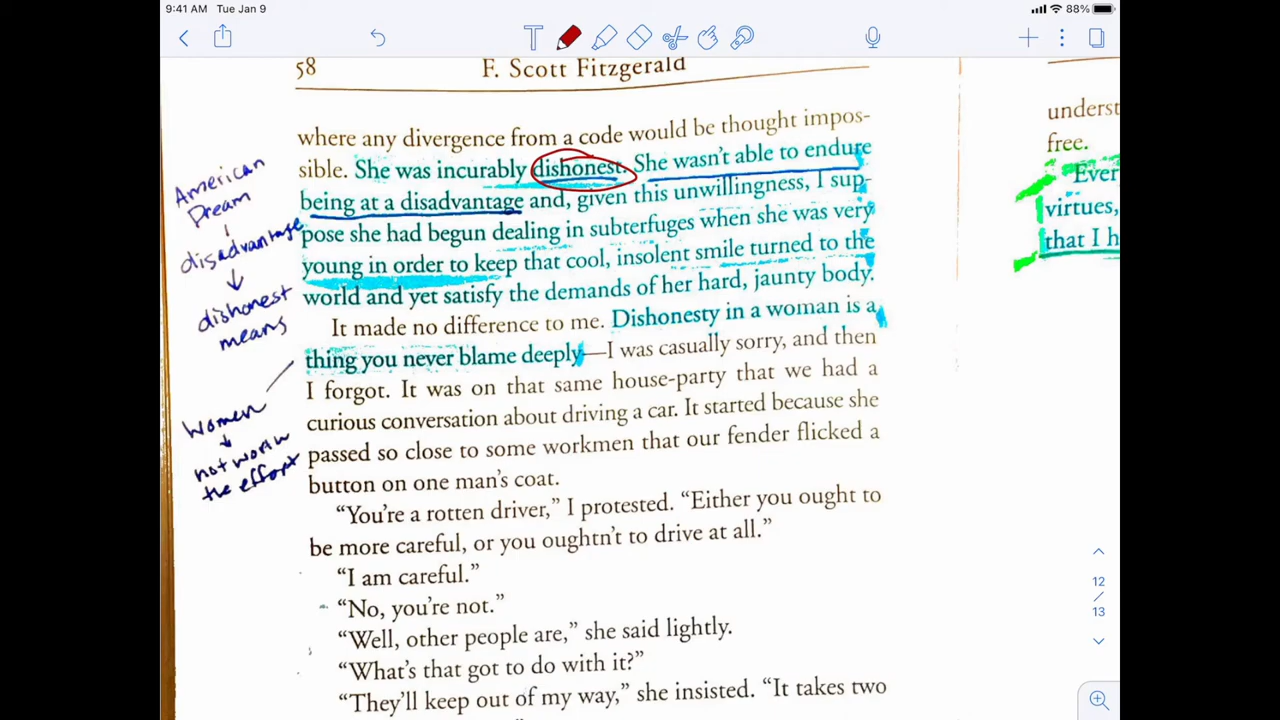 9:41 AM Tue Jan 9
88%
58
F. Scott Fitzgerald
where any divergence from a code would be thought impos-
sible. She was incurably dishonest. She wasn't able to endure
being at a disadvantage and, given this unwillingness, I sup-
pose she had begun dealing in subterfuges when she was very
young in order to keep that cool, insolent smile turned to the
world and yet satisfy the demands of her hard, jaunty body.
It made no difference to me. Dishonesty in a woman is a
thing you never blame deeply—I was casually sorry, and then
I forgot. It was on that same house-party that we had a
curious conversation about driving a car. It started because she
passed so close to some workmen that our fender flicked a
button on one man's coat.
“You're a rotten driver,” I protested. “Either you ought to
be more careful, or you oughtn't to drive at all.”
“I am careful.”
“No, you're not.”
“Well, other people are,” she said lightly.
“What's that got to do with it?”
“They'll keep out of my way,” she insisted. “It takes two
American
Dream
disadvantage
dishonest
means
Women
not worth
the effort
underst
free.
Ever
virtues,
that I h
12
/
13